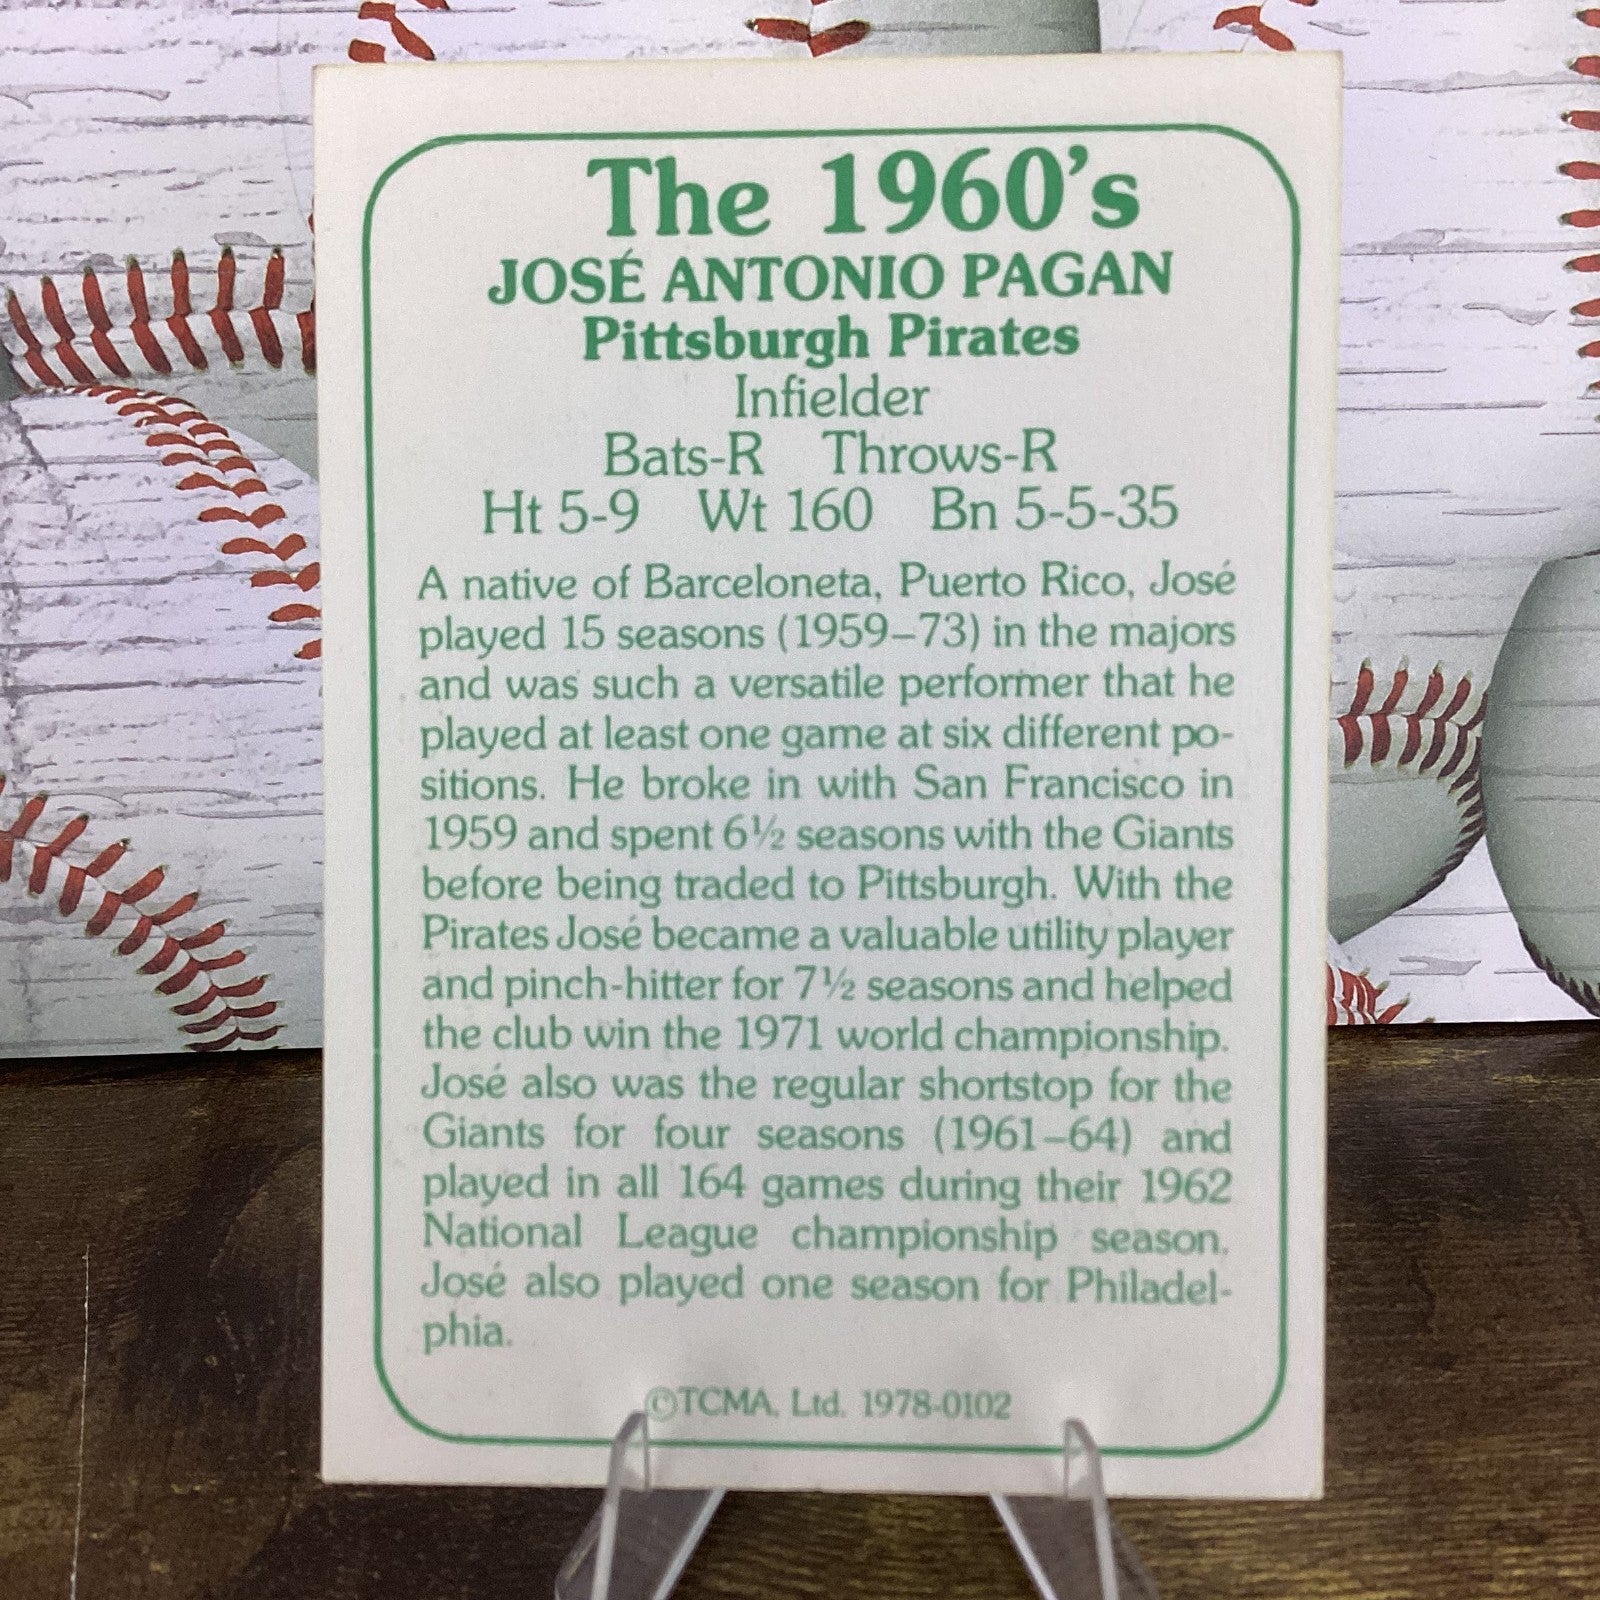 The 1960's
JOSÉ ANTONIO PAGAN
Pittsburgh Pirates
Infielder
Bats-R Throws-R
Ht 5-9 Wt 160 Bn 5-5-35
A native of Barceloneta, Puerto Rico, José
played 15 seasons (1959–73) in the majors
and was such a versatile performer that he
played at least one game at six different po-
sitions. He broke in with San Francisco in
1959 and spent 6½ seasons with the Giants
before being traded to Pittsburgh. With the
Pirates José became a valuable utility player
and pinch-hitter for 7½ seasons and helped
the club win the 1971 world championship.
José also was the regular shortstop for the
Giants for four seasons (1961–64) and
played in all 164 games during their 1962
National League championship season.
José also played one season for Philadel-
phia.
©TCMA, Ltd. 1978-0102